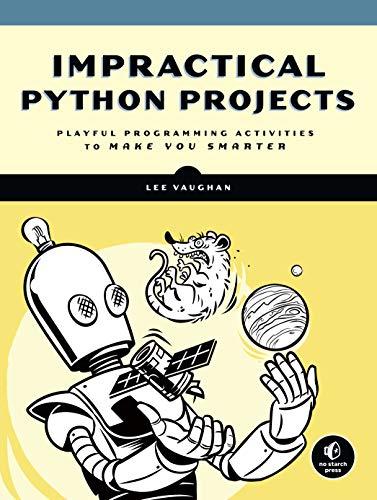 IMPRACTICAL
PYTHON PROJECTS
PLAYFUL PROGRAMMING ACTIVITIES
TO MAKE YOU SMARTER
LEE VAUGHAN
no starch
press